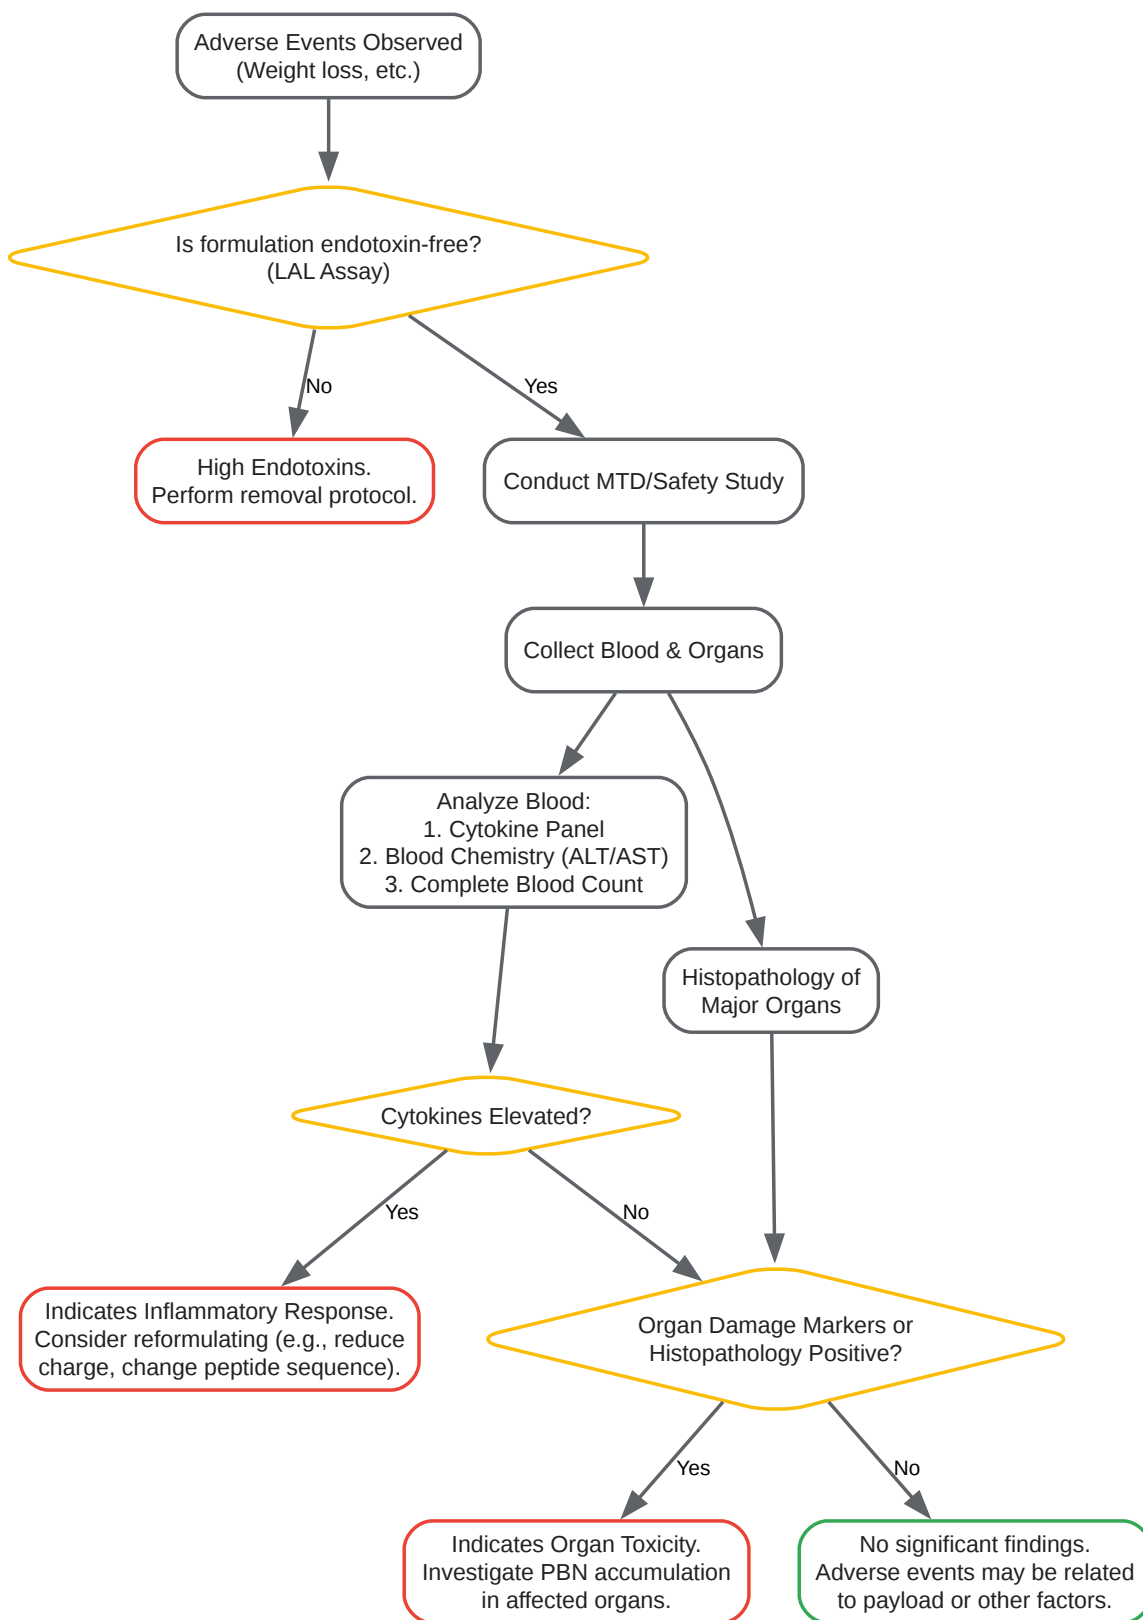 Adverse Events Observed
(Weight loss, etc.)
Is formulation endotoxin-free?
(LAL Assay)
No
Yes
High Endotoxins.
Perform removal protocol.
Conduct MTD/Safety Study
Collect Blood & Organs
Analyze Blood:
1. Cytokine Panel
2. Blood Chemistry (ALT/AST)
3. Complete Blood Count
Histopathology of
Major Organs
Cytokines Elevated?
Yes
No
Indicates Inflammatory Response.
Consider reformulating (e.g., reduce
charge, change peptide sequence).
Organ Damage Markers or
Histopathology Positive?
Yes
No
Indicates Organ Toxicity.
Investigate PBN accumulation
in affected organs.
No significant findings.
Adverse events may be related
to payload or other factors.